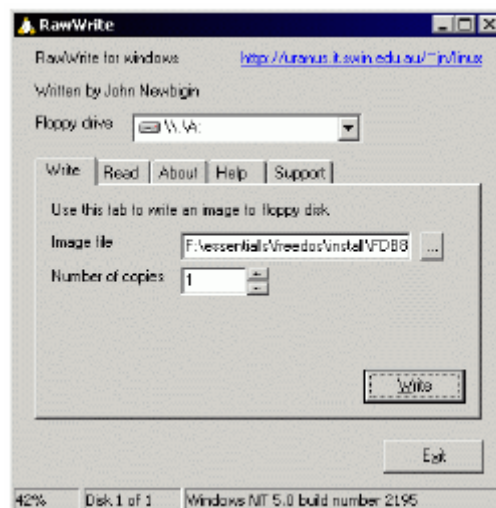 RawWrite
RawWrite for windows http://uranus.it.swin.edu.au/~jn/linux
Written by John Newbigin
Floppy drive \\.\A:
Write Read About Help Support
Use this tab to write an image to floppy disk
Image file F:\essentials\freedos\install\FDB8 ...
Number of copies 1
Write
Exit
42% Disk 1 of 1 Windows NT 5.0 build number 2195